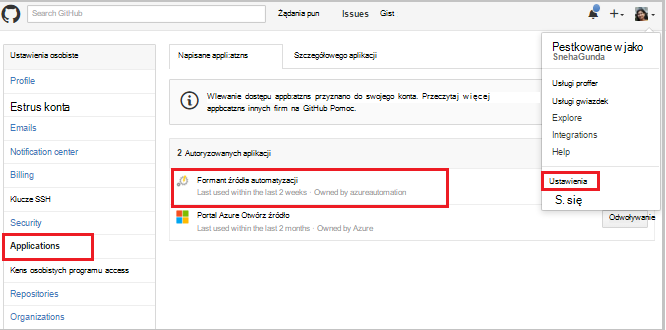 Search GitHub
Żądania pun
Issues
Gist
Ustawienia osobiste
Profile
Estrus konta
Emails
Notification center
Billing
Klucze SSH
Security
Applications
Kens osobistych programu access
Repositories
Organizations
Napisane appli:atzns
Szczegółowego aplikacji
Wlewanie dostępu appb:atzns przyznano do swojego konta. Przeczytaj więcej
appbcatzns innych firm na GitHub Pomoc.
2 Autoryzowanych aplikacji
Formant źródła automatyzacji
Last used within the last 2 weeks · Owned by azureautomation
Portal Azure Otwórz źródło
Last used within the last 2 months · Owned by Azure
Odwoływanie
Pestkowane w jako
SnehaGunda
Usługi proffer
Usługi gwiazdek
Explore
Integrations
Help
Ustawienia
S. się